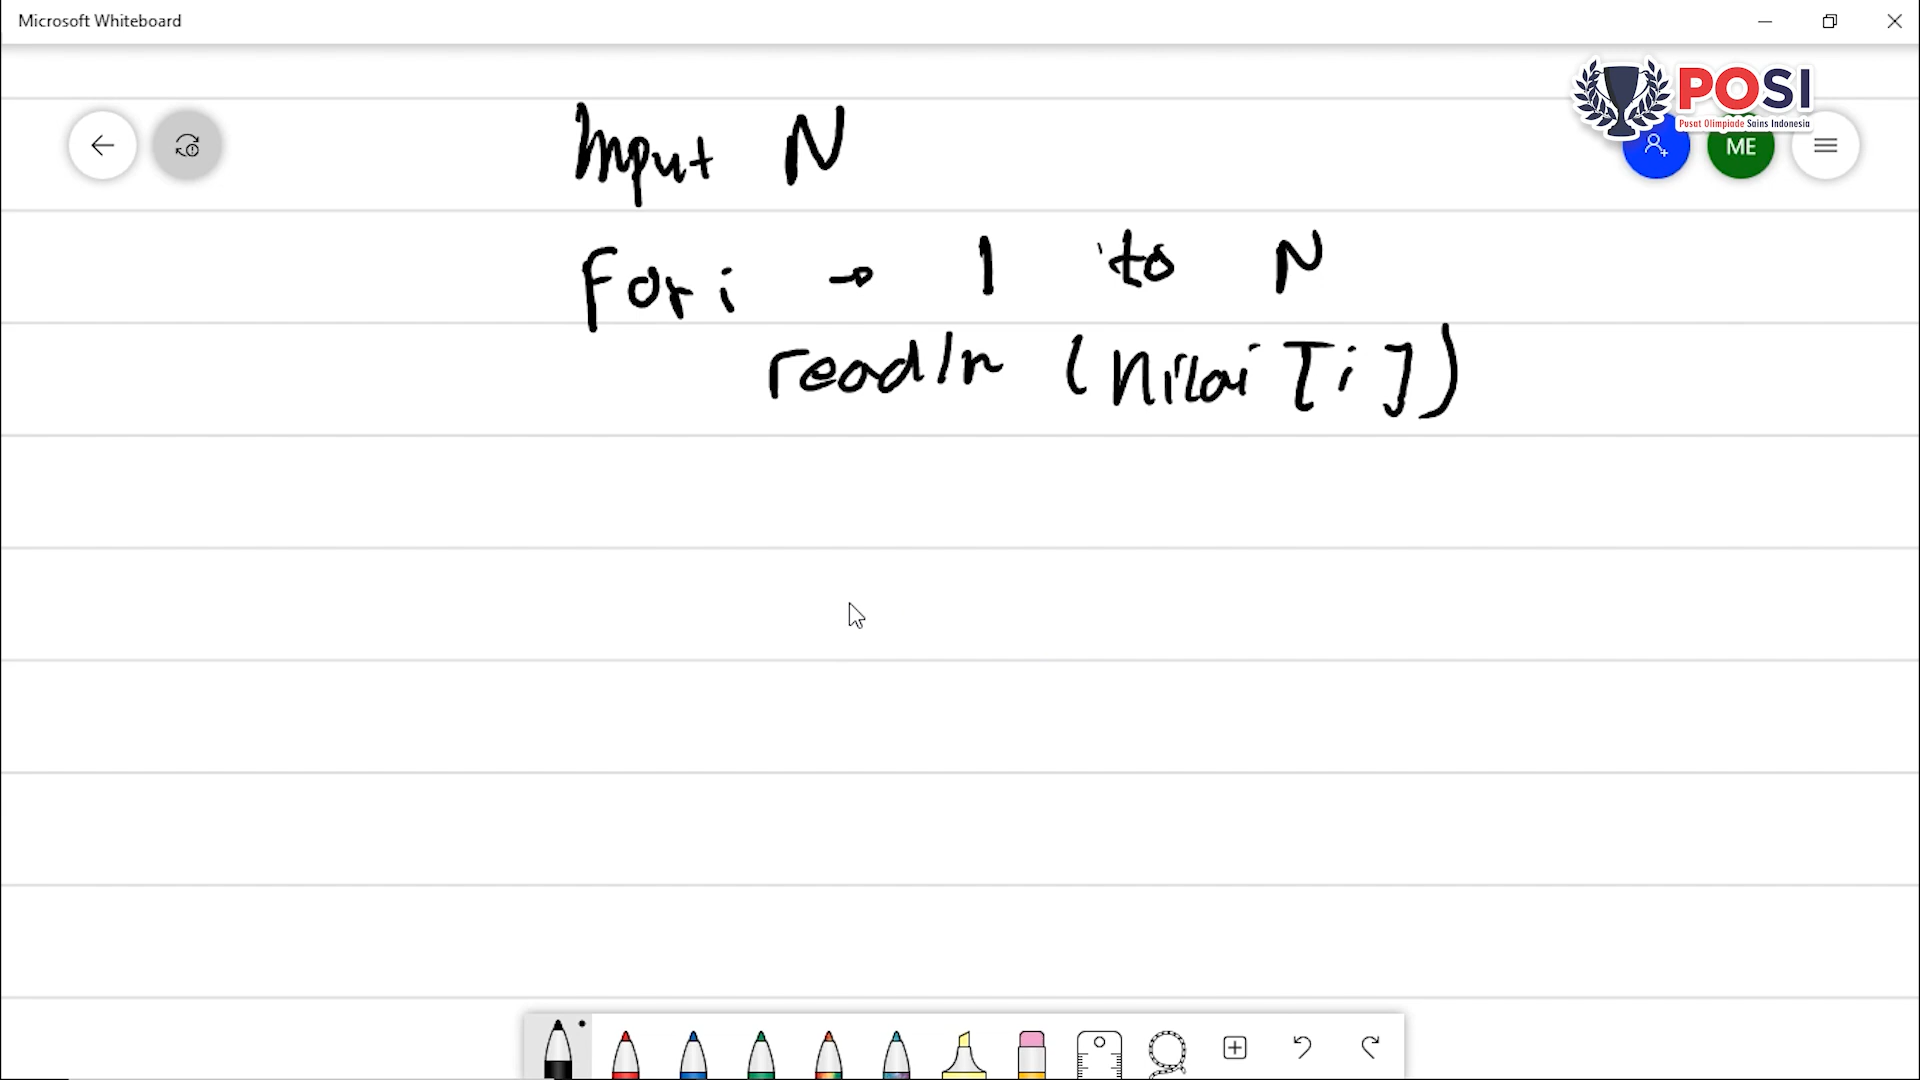 Microsoft Whiteboard
POSI
Pusat Olimpiade Sains Indonesia
ME
Input N
For i → 1 to N
readln (Nilai [i])